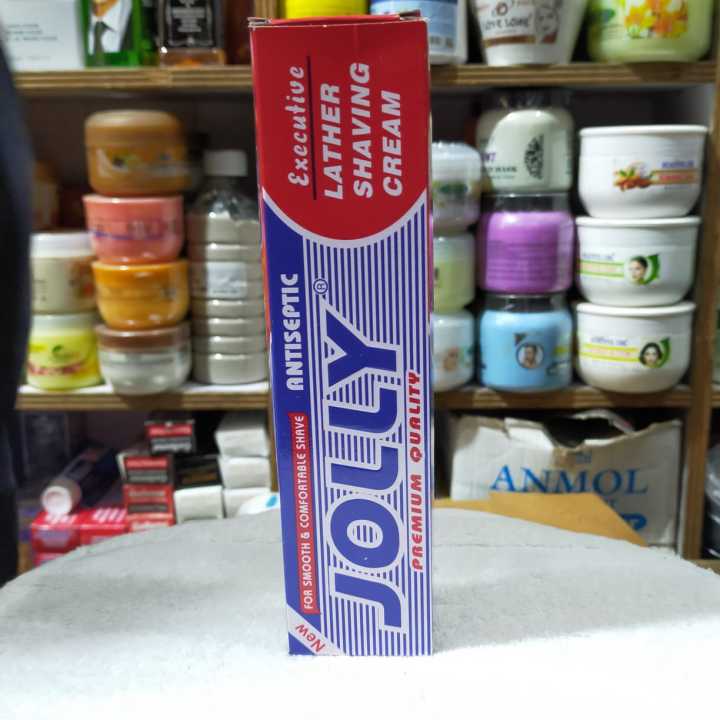 Executive
LATHER
SHAVING
CREAM
ANTISEPTIC
FOR SMOOTH & COMFORTABLE SHAVE
JOLLY®
PREMIUM QUALITY
New
ANMOL